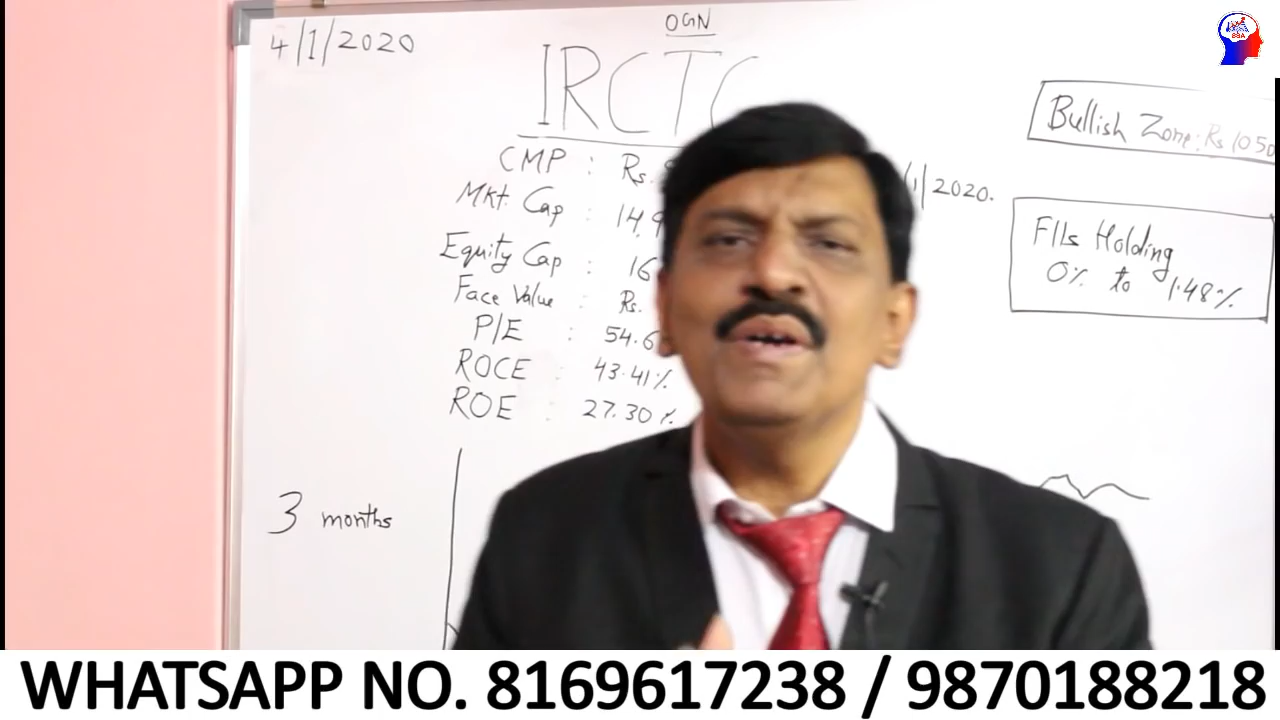 4/1/2020
OGN
IRCTC
CMP : Rs.
Mkt Cap : 14,9
Equity Cap : 16
Face Value : Rs.
P/E : 54.6
ROCE : 43.41%
ROE : 27.30%
3 months
Bullish Zone: Rs 1050
1/2020.
FIIs Holding
0% to 1.48%
WHATSAPP NO. 8169617238 / 9870188218